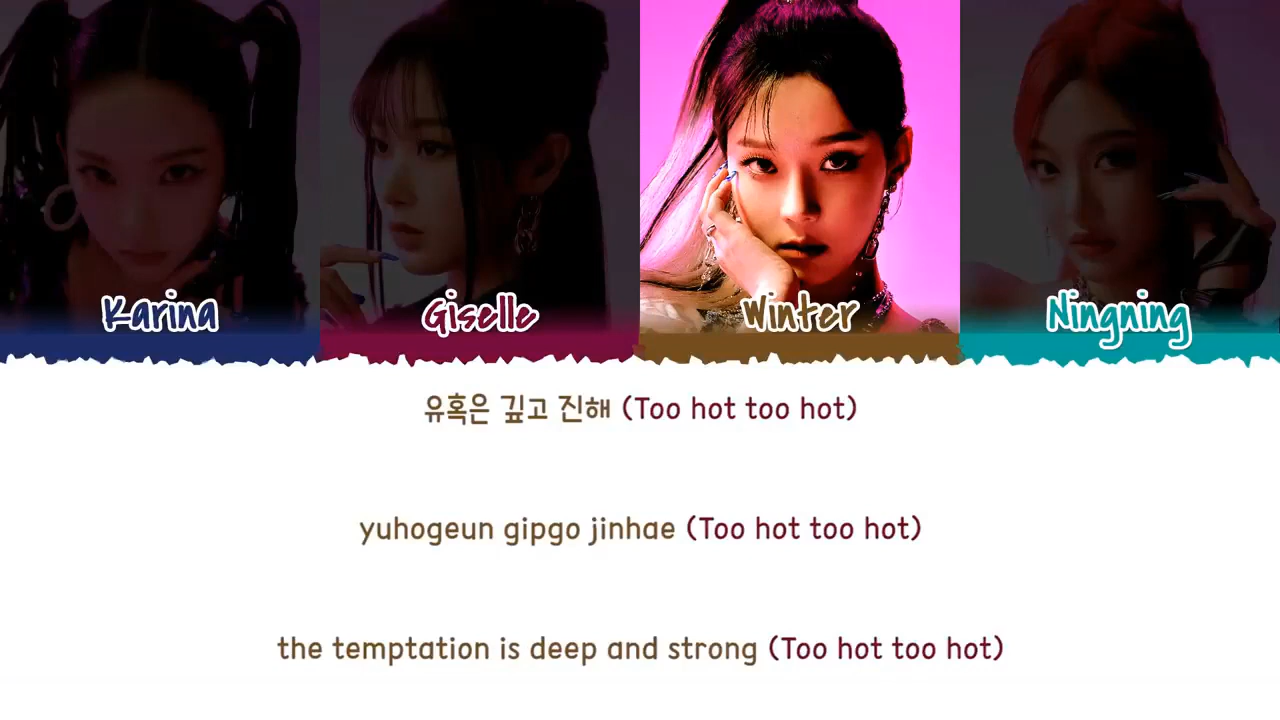 Karina
Giselle
Winter
Ningning
유혹은 깊고 진해 (Too hot too hot)
yuhogeun gipgo jinhae (Too hot too hot)
the temptation is deep and strong (Too hot too hot)